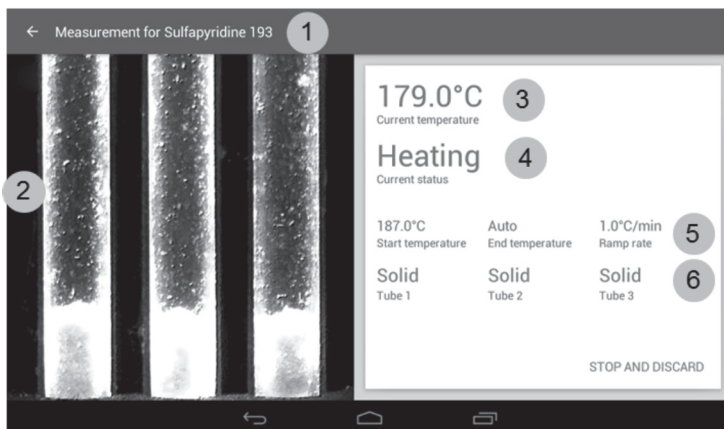 ← Measurement for Sulfapyridine 193 1
179.0°C 3
Current temperature
Heating 4
Current status
2
187.0°C Auto 1.0°C/min 5
Start temperature End temperature Ramp rate
Solid Solid Solid 6
Tube 1 Tube 2 Tube 3
STOP AND DISCARD